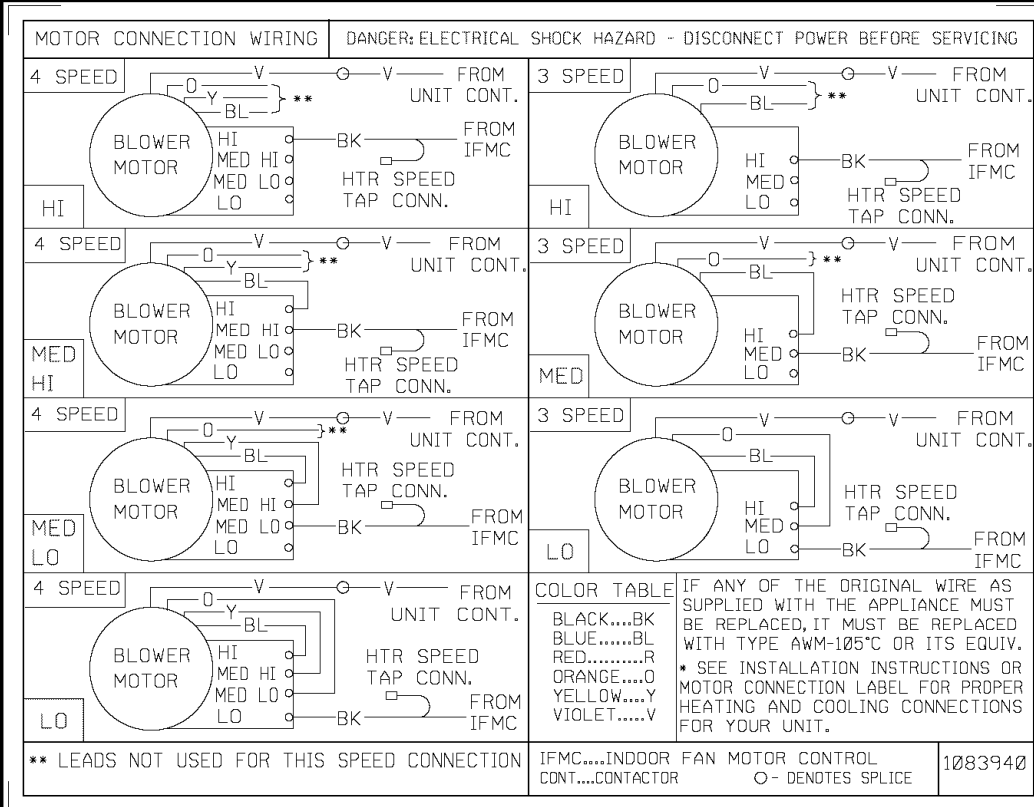 MOTOR CONNECTION WIRING
DANGER: ELECTRICAL SHOCK HAZARD - DISCONNECT POWER BEFORE SERVICING
4 SPEED
V
V
FROM
UNIT CONT.
O
Y
BL
**
BLOWER
MOTOR
HI
MED HI
MED LO
LO
BK
FROM
IFMC
HTR SPEED
TAP CONN.
HI
3 SPEED
V
V
FROM
UNIT CONT.
O
BL
**
BLOWER
MOTOR
HI
MED
LO
BK
FROM
IFMC
HTR SPEED
TAP CONN.
HI
4 SPEED
V
V
FROM
UNIT CONT.
O
Y
**
BL
BLOWER
MOTOR
HI
MED HI
MED LO
LO
BK
FROM
IFMC
HTR SPEED
TAP CONN.
MED
HI
3 SPEED
V
V
FROM
UNIT CONT.
O
**
BL
BLOWER
MOTOR
HTR SPEED
TAP CONN.
HI
MED
LO
BK
FROM
IFMC
MED
4 SPEED
V
V
FROM
UNIT CONT.
O
**
Y
BL
BLOWER
MOTOR
HTR SPEED
TAP CONN.
HI
MED HI
MED LO
LO
BK
FROM
IFMC
MED
LO
3 SPEED
V
V
FROM
UNIT CONT.
O
BL
BLOWER
MOTOR
HTR SPEED
TAP CONN.
HI
MED
LO
BK
FROM
IFMC
LO
4 SPEED
V
V
FROM
UNIT CONT.
O
Y
BL
BLOWER
MOTOR
HTR SPEED
TAP CONN.
HI
MED HI
MED LO
LO
BK
FROM
IFMC
LO
COLOR TABLE
BLACK....BK
BLUE......BL
RED.........R
ORANGE....O
YELLOW....Y
VIOLET.....V
IF ANY OF THE ORIGINAL WIRE AS
SUPPLIED WITH THE APPLIANCE MUST
BE REPLACED, IT MUST BE REPLACED
WITH TYPE AWM-105°C OR ITS EQUIV.
* SEE INSTALLATION INSTRUCTIONS OR
MOTOR CONNECTION LABEL FOR PROPER
HEATING AND COOLING CONNECTIONS
FOR YOUR UNIT.
** LEADS NOT USED FOR THIS SPEED CONNECTION
IFMC....INDOOR FAN MOTOR CONTROL
CONT....CONTACTOR
O- DENOTES SPLICE
1083940